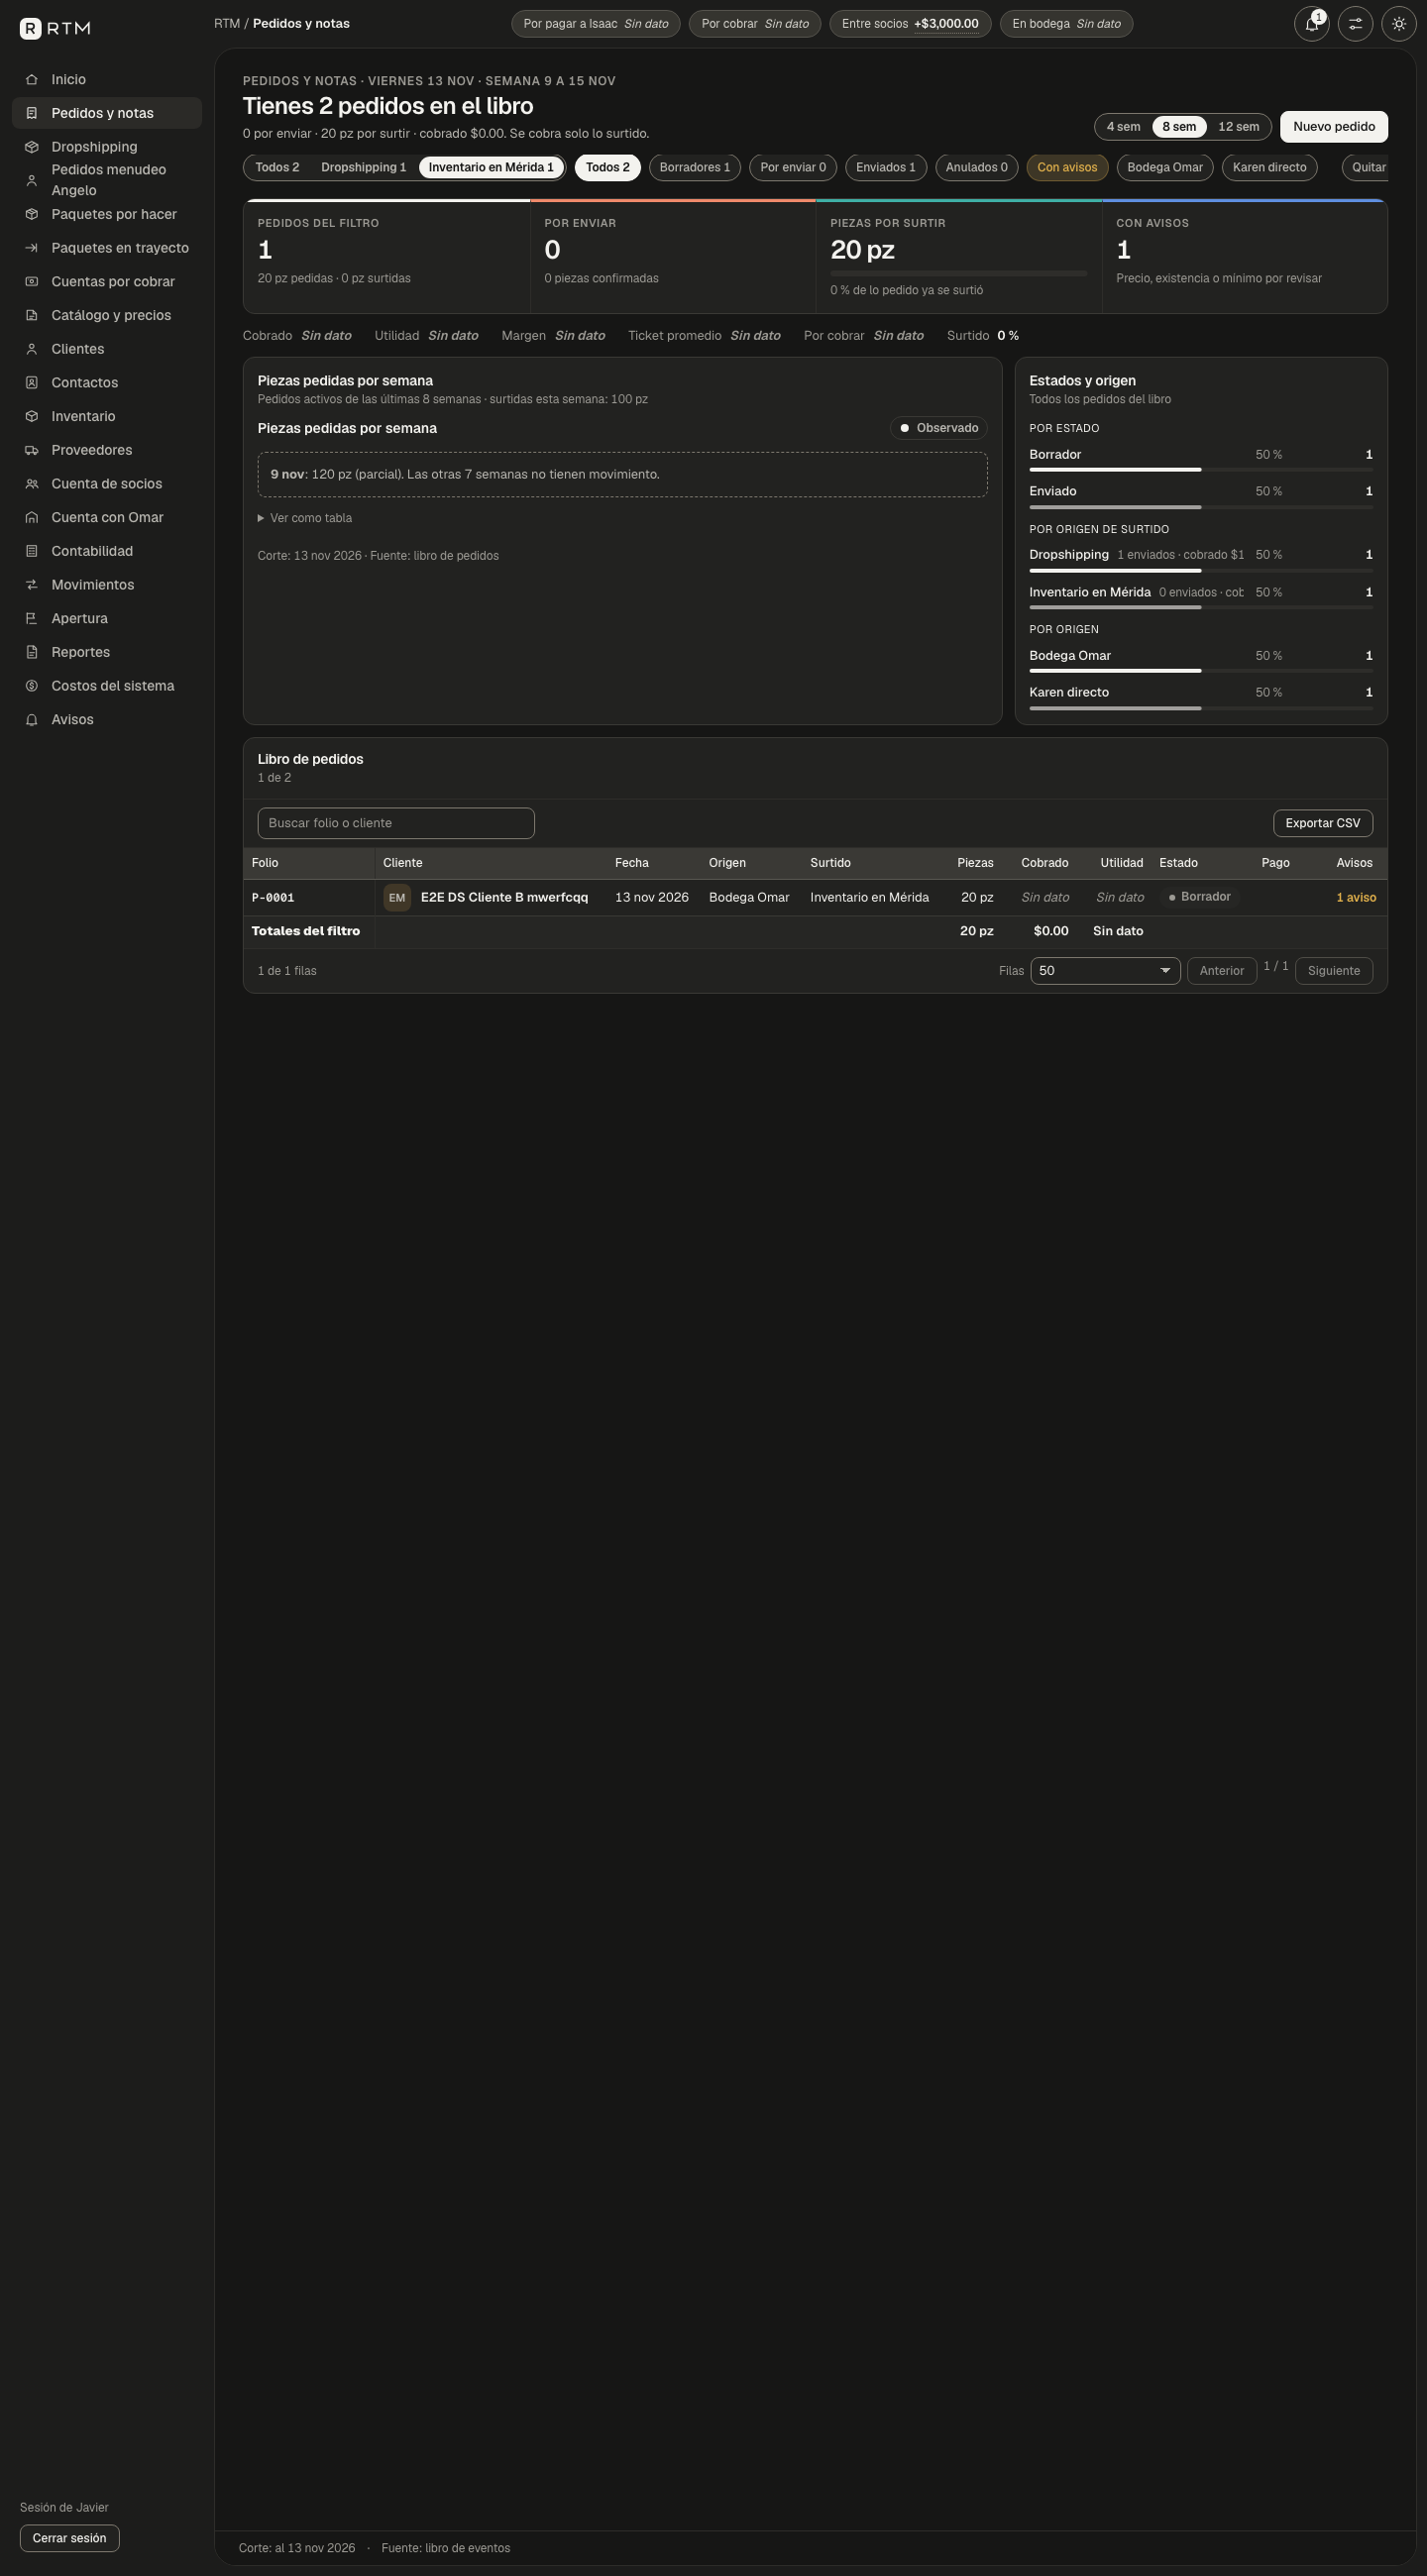 R RTM
RTM / Pedidos y notas
Por pagar a Isaac Sin dato
Por cobrar Sin dato
Entre socios +$3,000.00
En bodega Sin dato
1
Inicio
Pedidos y notas
Dropshipping
Pedidos menudeo
Angelo
Paquetes por hacer
Paquetes en trayecto
Cuentas por cobrar
Catálogo y precios
Clientes
Contactos
Inventario
Proveedores
Cuenta de socios
Cuenta con Omar
Contabilidad
Movimientos
Apertura
Reportes
Costos del sistema
Avisos
PEDIDOS Y NOTAS · VIERNES 13 NOV · SEMANA 9 A 15 NOV
Tienes 2 pedidos en el libro
0 por enviar · 20 pz por surtir · cobrado $0.00. Se cobra solo lo surtido.
4 sem 8 sem 12 sem Nuevo pedido
Todos 2 Dropshipping 1 Inventario en Mérida 1 Todos 2 Borradores 1 Por enviar 0 Enviados 1 Anulados 0 Con avisos Bodega Omar Karen directo Quitar
PEDIDOS DEL FILTRO
1
20 pz pedidas · 0 pz surtidas
POR ENVIAR
0
0 piezas confirmadas
PIEZAS POR SURTIR
20 pz
0 % de lo pedido ya se surtió
CON AVISOS
1
Precio, existencia o mínimo por revisar
Cobrado Sin dato Utilidad Sin dato Margen Sin dato Ticket promedio Sin dato Por cobrar Sin dato Surtido 0 %
Piezas pedidas por semana
Pedidos activos de las últimas 8 semanas · surtidas esta semana: 100 pz
Piezas pedidas por semana
Observado
9 nov: 120 pz (parcial). Las otras 7 semanas no tienen movimiento.
Ver como tabla
Corte: 13 nov 2026 · Fuente: libro de pedidos
Estados y origen
Todos los pedidos del libro
POR ESTADO
Borrador 50 % 1
Enviado 50 % 1
POR ORIGEN DE SURTIDO
Dropshipping 1 enviados · cobrado $1 50 % 1
Inventario en Mérida 0 enviados · cob 50 % 1
POR ORIGEN
Bodega Omar 50 % 1
Karen directo 50 % 1
Libro de pedidos
1 de 2
Buscar folio o cliente
Exportar CSV
Folio Cliente Fecha Origen Surtido Piezas Cobrado Utilidad Estado Pago Avisos
P-0001 EM E2E DS Cliente B mwerfcqq 13 nov 2026 Bodega Omar Inventario en Mérida 20 pz Sin dato Sin dato Borrador 1 aviso
Totales del filtro 20 pz $0.00 Sin dato
1 de 1 filas
Filas 50 Anterior 1 / 1 Siguiente
Sesión de Javier
Cerrar sesión
Corte: al 13 nov 2026 · Fuente: libro de eventos